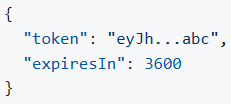 {
  "token": "eyJh...abc",
  "expiresIn": 3600
}